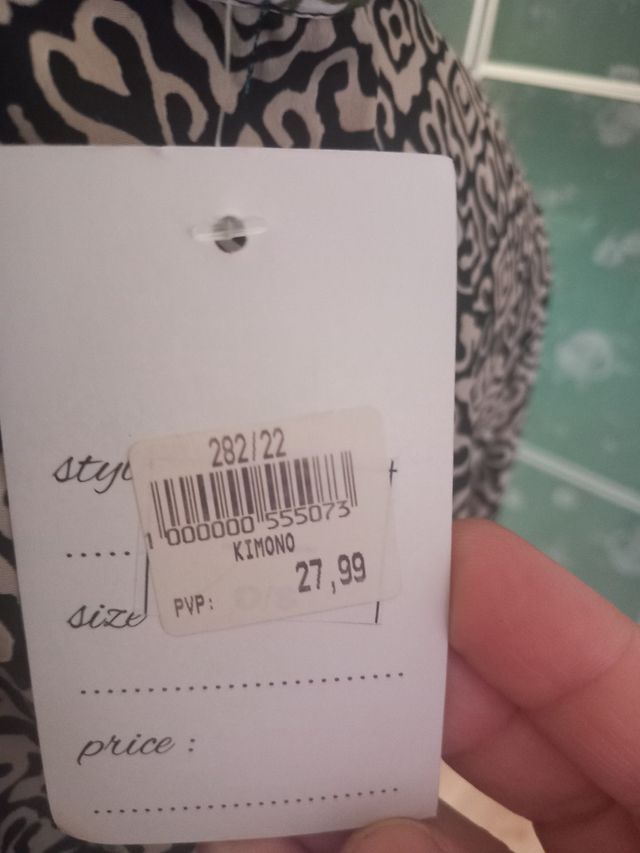 282/22
1 000000 555073
KIMONO
27,99
PVP:
size
price :